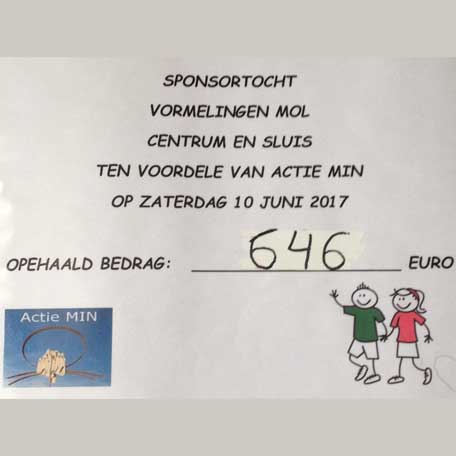 SPONSORTOCHT
VORMELINGEN MOL
CENTRUM EN SLUIS
TEN VOORDELE VAN ACTIE MIN
OP ZATERDAG 10 JUNI 2017
OPEHAALD BEDRAG: 646 EURO
Actie MIN